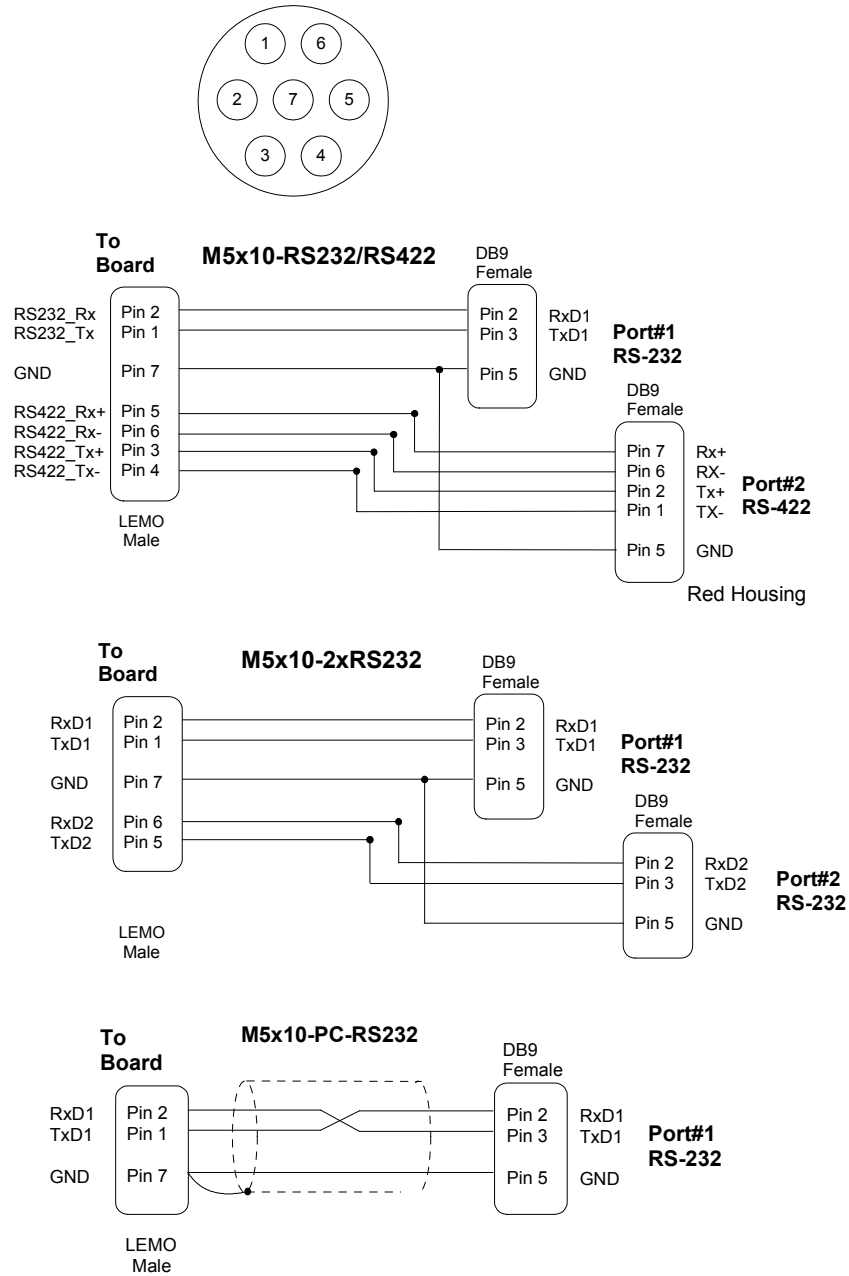 1 6
2 7 5
3 4
To
Board
M5x10-RS232/RS422
DB9
Female
RS232_Rx Pin 2 Pin 2 RxD1
RS232_Tx Pin 1 Pin 3 TxD1
Port#1
RS-232
GND Pin 7 Pin 5 GND
DB9
Female
RS422_Rx+ Pin 5
RS422_Rx- Pin 6
RS422_Tx+ Pin 3
RS422_Tx- Pin 4
Pin 7 Rx+
Pin 6 RX-
Pin 2 Tx+
Pin 1 TX-
Port#2
RS-422
Pin 5 GND
LEMO
Male
Red Housing
To
Board
M5x10-2xRS232
DB9
Female
RxD1 Pin 2 Pin 2 RxD1
TxD1 Pin 1 Pin 3 TxD1
Port#1
RS-232
GND Pin 7 Pin 5 GND
DB9
Female
RxD2 Pin 6
TxD2 Pin 5
Pin 2 RxD2
Pin 3 TxD2
Port#2
RS-232
Pin 5 GND
LEMO
Male
To
Board
M5x10-PC-RS232
DB9
Female
RxD1 Pin 2 Pin 2 RxD1
TxD1 Pin 1 Pin 3 TxD1
Port#1
RS-232
GND Pin 7 Pin 5 GND
LEMO
Male